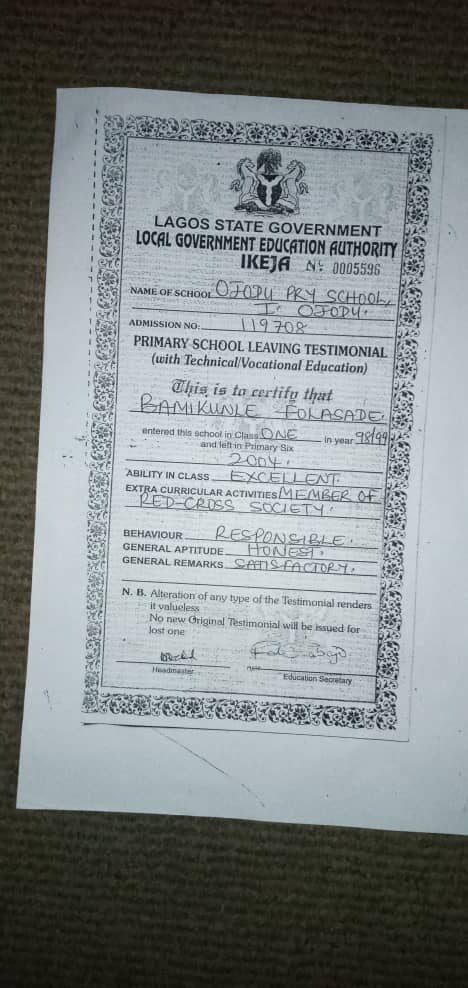 LAGOS STATE GOVERNMENT
LOCAL GOVERNMENT EDUCATION AUTHORITY
IKEJA Nº 0005596
NAME OF SCHOOL OJODU PRY SCHOOL,
I. OJODU.
ADMISSION NO: 119708
PRIMARY SCHOOL LEAVING TESTIMONIAL
(with Technical/Vocational Education)
This is to certify that
BAMIKUNLE FOLASADE.
entered this school in Class ONE in year 98/99
and left in Primary Six
2004.
ABILITY IN CLASS EXCELLENT.
EXTRA CURRICULAR ACTIVITIES MEMBER OF
RED-CROSS SOCIETY.
BEHAVIOUR RESPONSIBLE.
GENERAL APTITUDE HONEST.
GENERAL REMARKS SATISFACTORY.
N. B. Alteration of any type of the Testimonial renders
it valueless
No new Original Testimonial will be issued for
lost one
Headmaster
Education Secretary